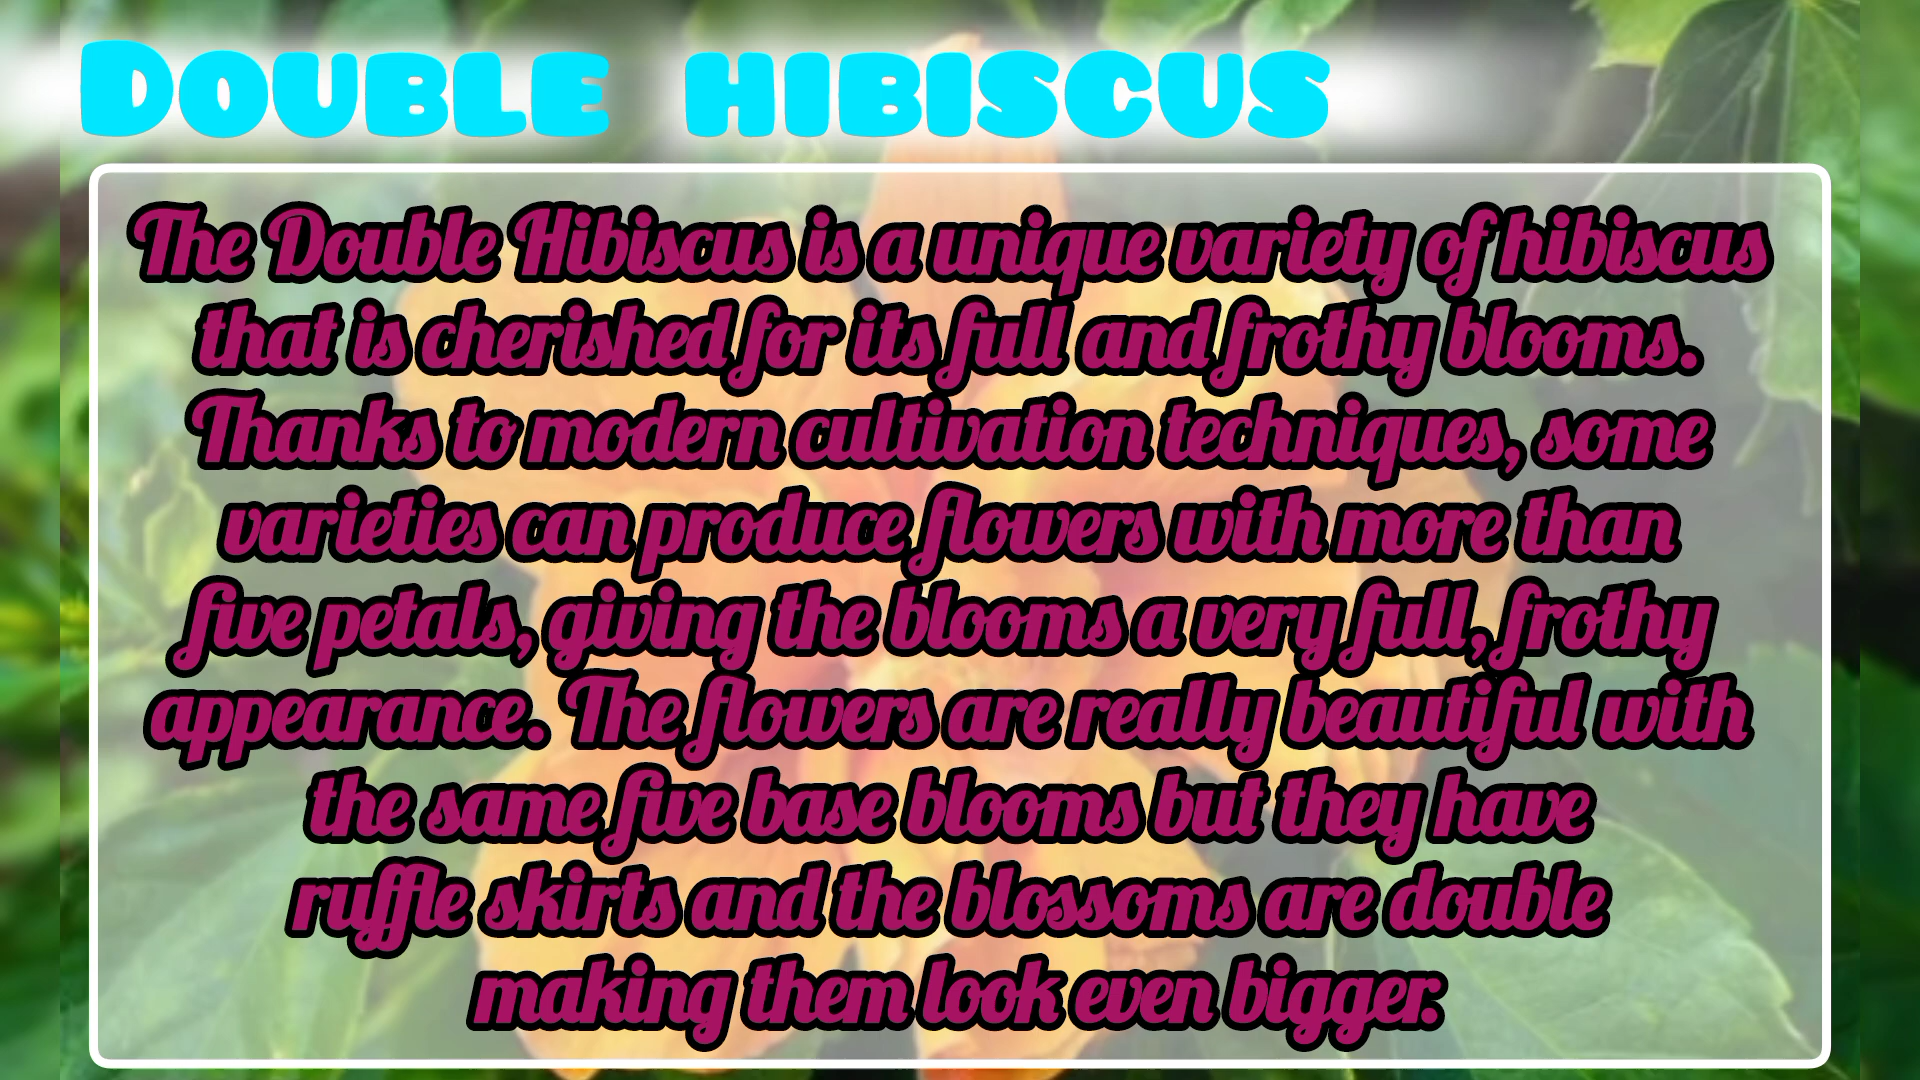 Double hibiscus
The Double Hibiscus is a unique variety of hibiscus
that is cherished for its full and frothy blooms.
Thanks to modern cultivation techniques, some
varieties can produce flowers with more than
five petals, giving the blooms a very full, frothy
appearance. The flowers are really beautiful with
the same five base blooms but they have
ruffle skirts and the blossoms are double
making them look even bigger.